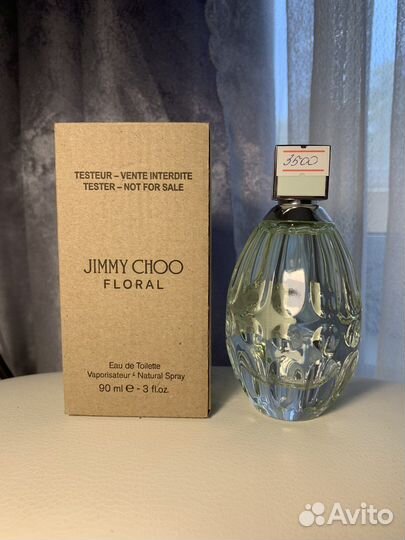 TESTEUR – VENTE INTERDITE
TESTER – NOT FOR SALE
JIMMY CHOO
FLORAL
Eau de Toilette
Vaporisateur • Natural Spray
90 ml e - 3 fl.oz.
3500
Avito